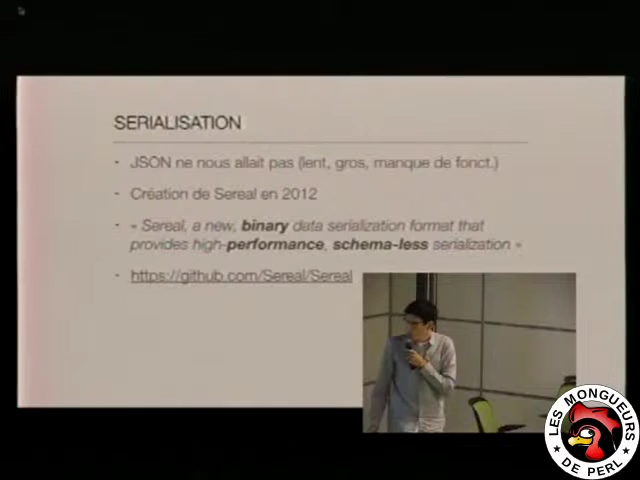 SERIALISATION
- JSON ne nous allait pas (lent, gros, manque de fonct.)
- Création de Sereal en 2012
- « Sereal, a new, binary data serialization format that
provides high-performance, schema-less serialization »
- https://github.com/Sereal/Sereal
LES MONGUEURS
★ DE PERL ★